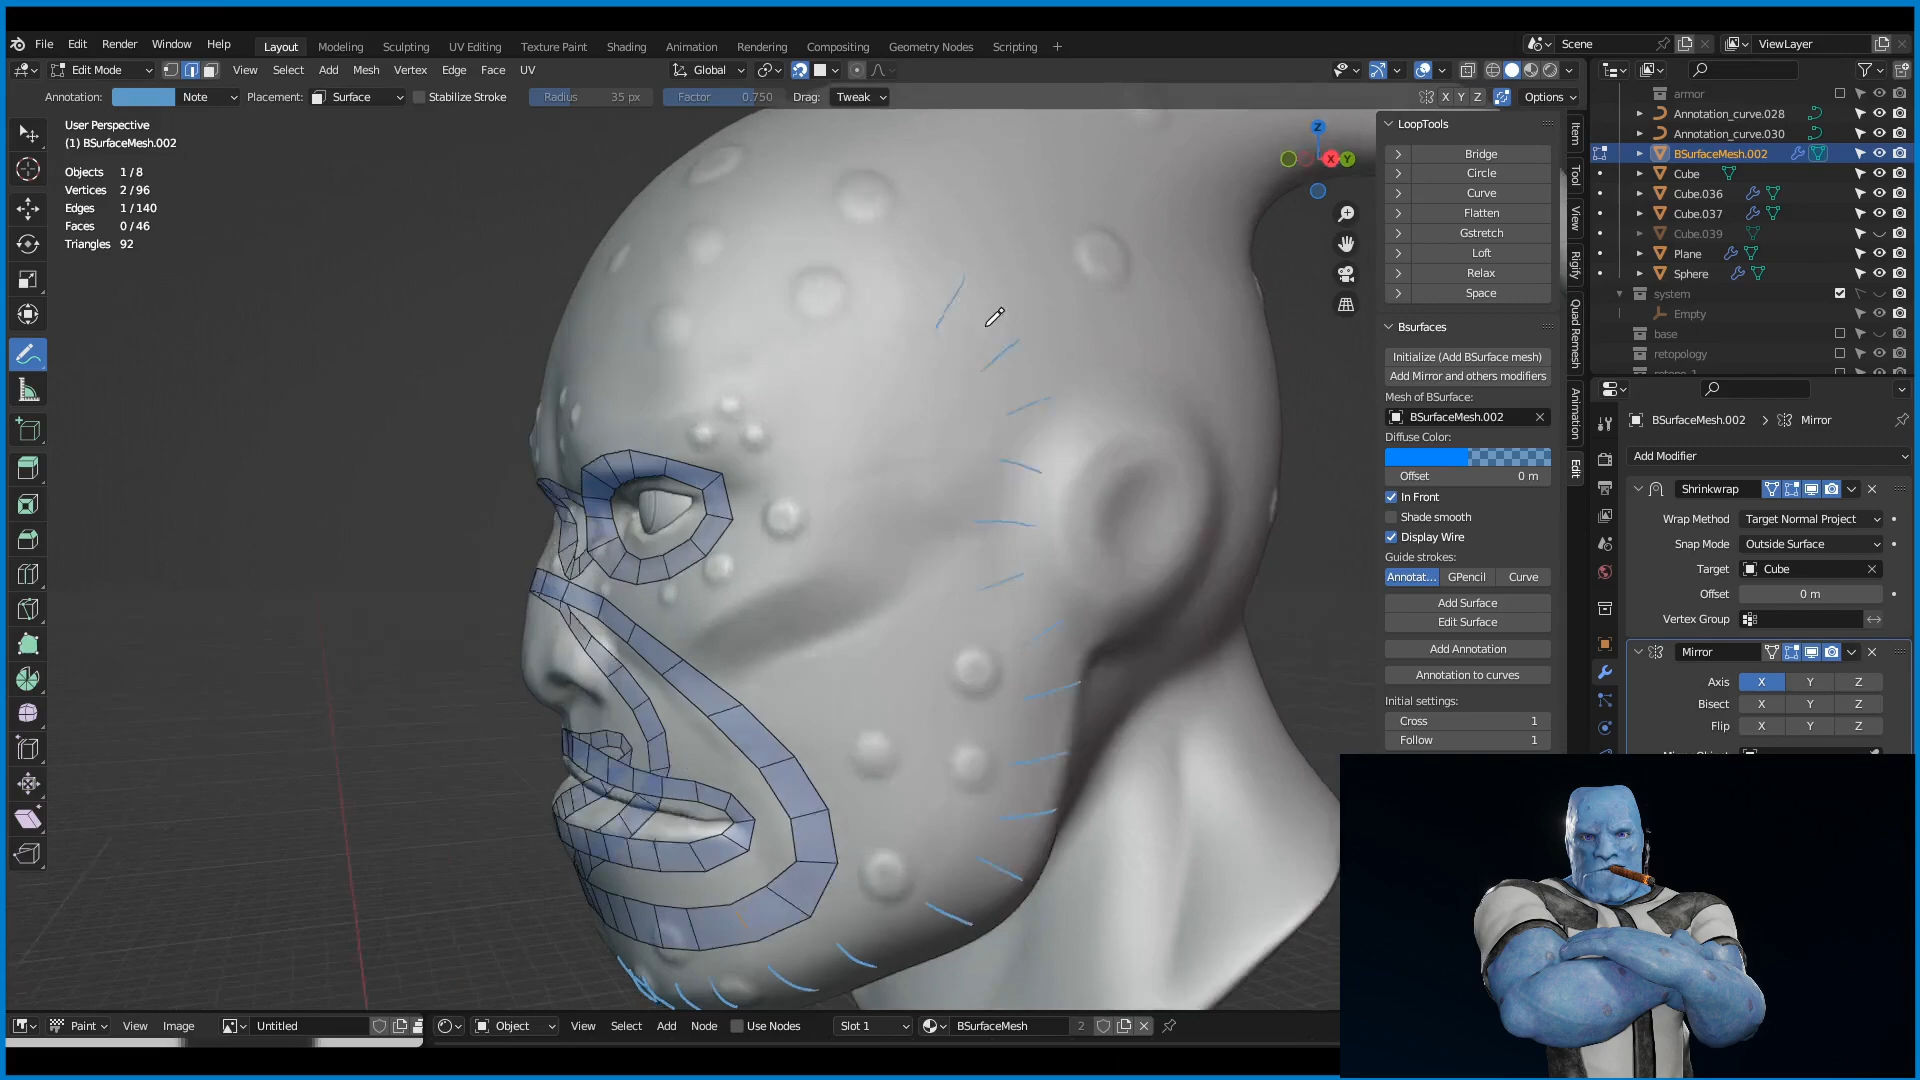 File Edit Render Window Help Layout Modeling Sculpting UV Editing Texture Paint Shading Animation Rendering Compositing Geometry Nodes Scripting + Scene ViewLayer
Edit Mode View Select Add Mesh Vertex Edge Face UV Global
Annotation: Note Placement: Surface Stabilize Stroke Radius 35 px Factor 0.750 Drag: Tweak X Y Z Options
User Perspective
(1) BSurfaceMesh.002
Objects 1/8
Vertices 2/96
Edges 1/140
Faces 0/46
Triangles 92
Z
X Y
LoopTools
Bridge
Circle
Curve
Flatten
Gstretch
Loft
Relax
Space
Bsurfaces
Initialize (Add BSurface mesh)
Add Mirror and others modifiers
Mesh of BSurface:
BSurfaceMesh.002
Diffuse Color:
Offset 0 m
In Front
Shade smooth
Display Wire
Guide strokes:
Annotat... GPencil Curve
Add Surface
Edit Surface
Add Annotation
Annotation to curves
Initial settings:
Cross 1
Follow 1
Item
Tool
View
Rigify
Quad Remesh
Animation
Edit
armor
Annotation_curve.028
Annotation_curve.030
BSurfaceMesh.002
Cube
Cube.036
Cube.037
Cube.039
Plane
Sphere
system
Empty
base
retopology
BSurfaceMesh.002 > Mirror
Add Modifier
Shrinkwrap
Wrap Method Target Normal Project
Snap Mode Outside Surface
Target Cube
Offset 0 m
Vertex Group
Mirror
Axis X Y Z
Bisect X Y Z
Flip X Y Z
Paint View Image Untitled Object View Select Add Node Use Nodes Slot 1 BSurfaceMesh 2